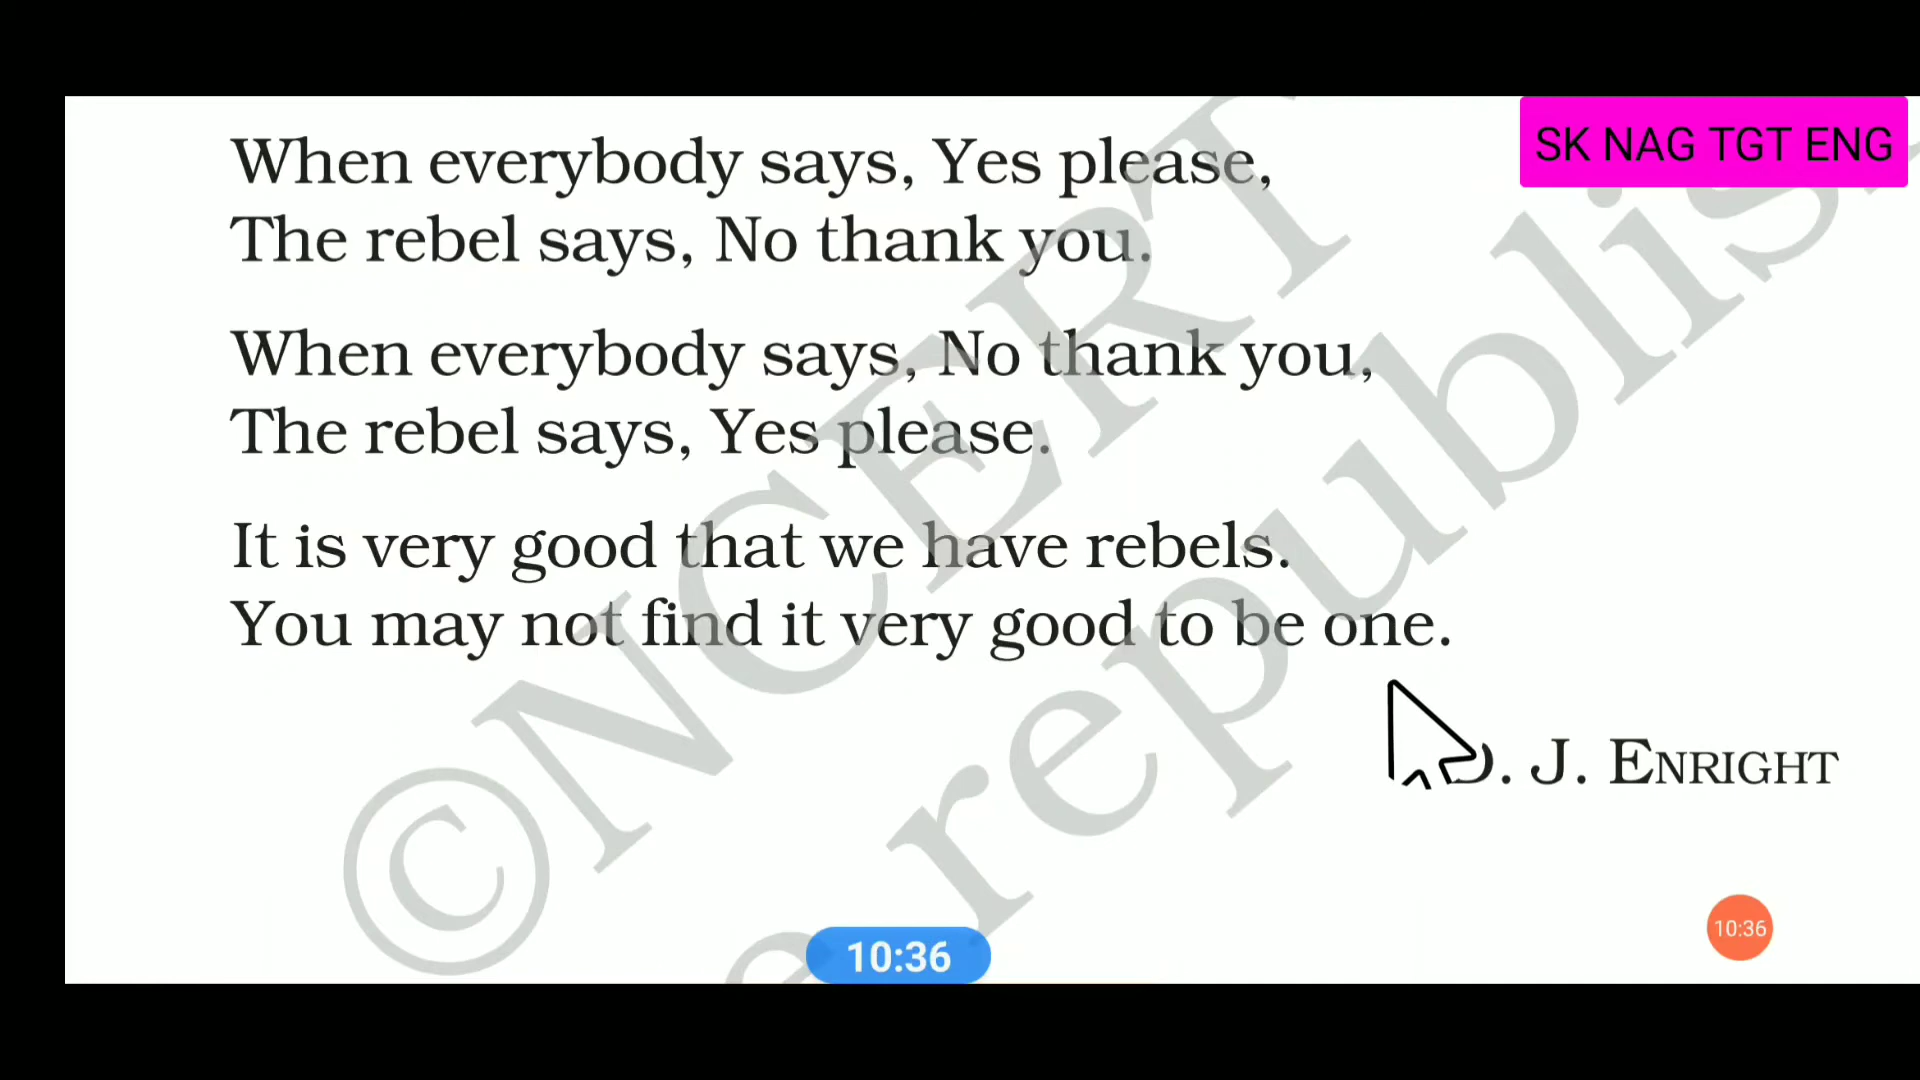 SK NAG TGT ENG
When everybody says, Yes please,
The rebel says, No thank you.
When everybody says, No thank you,
The rebel says, Yes please.
It is very good that we have rebels.
You may not find it very good to be one.
D. J. ENRIGHT
©NCERT
republis
10:36
10:36